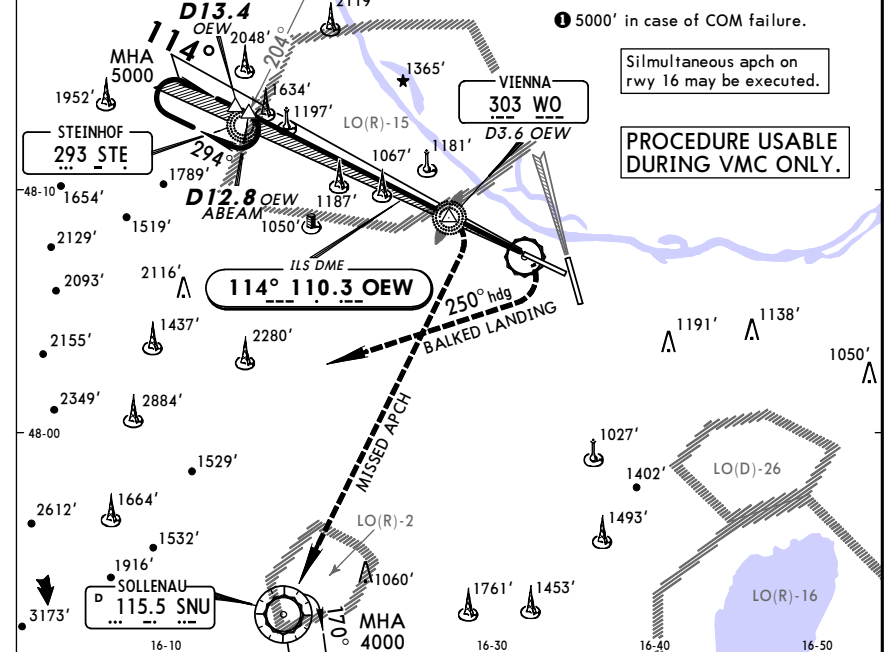 D13.4
OEW
2119'
❶ 5000' in case of COM failure.
114°
2048'
204°
MHA
5000
Silmultaneous apch on
rwy 16 may be executed.
1365'
VIENNA
303 WO
D3.6 OEW
1952'
1634'
1197'
LO(R)-15
PROCEDURE USABLE
DURING VMC ONLY.
STEINHOF
293 STE
294°
1181'
1067'
1789'
D12.8 OEW
ABEAM
1187'
48-10
1654'
1519'
1050'
2129'
ILS DME
114° 110.3 OEW
2116'
2093'
250° hdg
BALKED LANDING
1437'
1191'
1138'
2155'
2280'
1050'
2349'
2884'
MISSED APCH
48-00
1027'
1529'
1402'
LO(D)-26
1664'
2612'
1493'
LO(R)-2
1532'
1916'
1060'
SOLLENAU
D 115.5 SNU
1761'
1453'
LO(R)-16
3173'
170°
MHA
4000
16-10
16-30
16-40
16-50